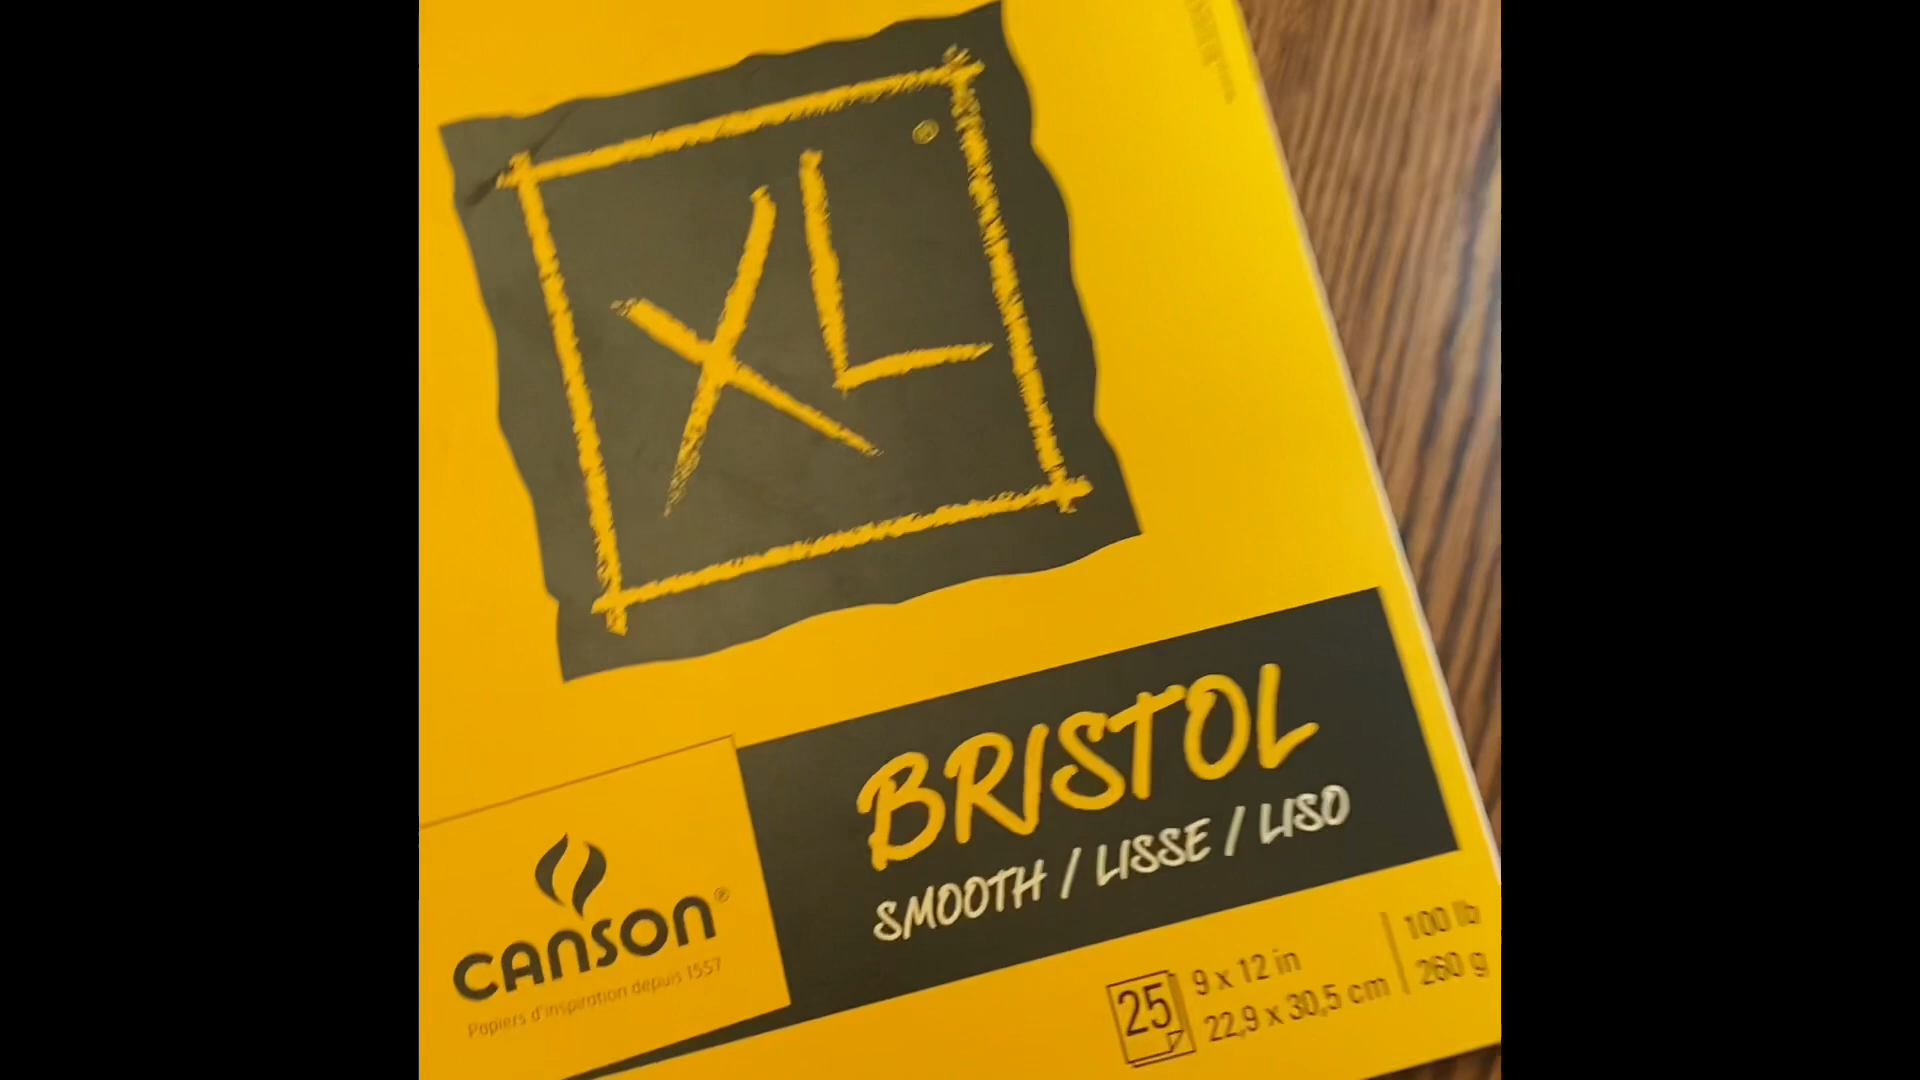 XL®
BRISTOL
SMOOTH / LISSE / LISO
CANSON®
Papiers d'inspiration depuis 1557
25
9 x 12 in
22,9 x 30,5 cm
100 lb
260 g